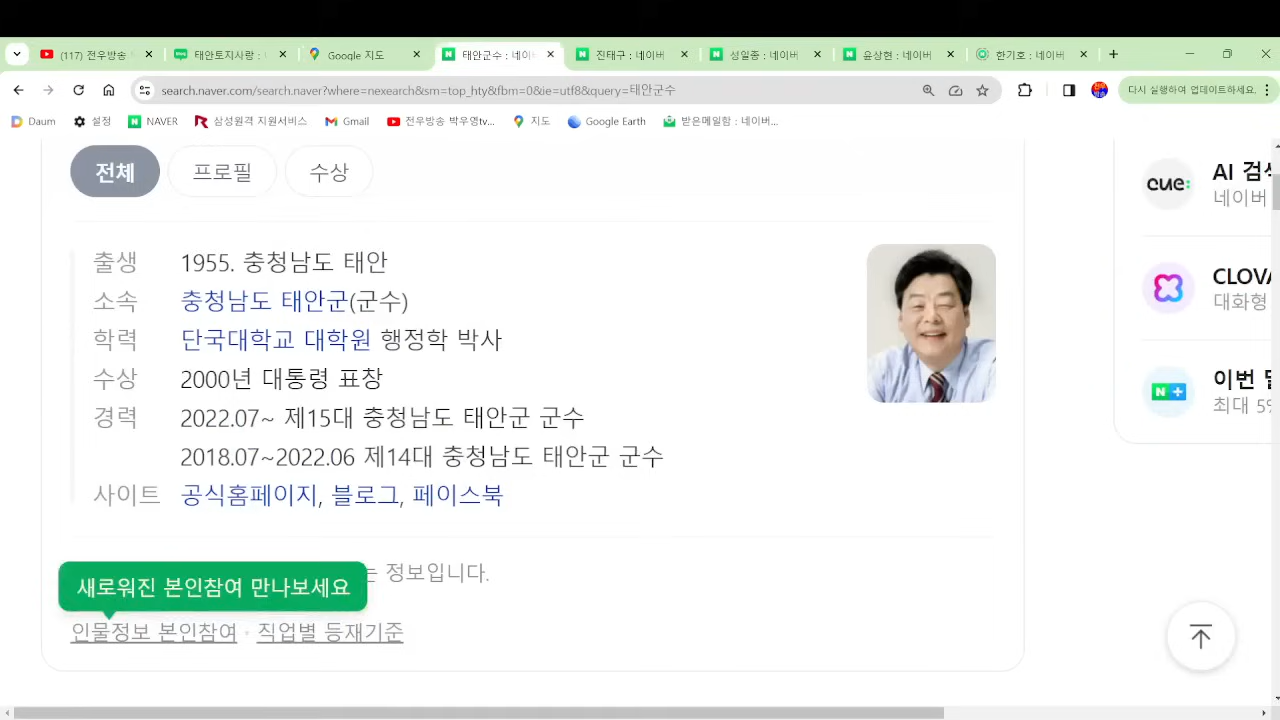 (117) 전우방송
태안토지사랑 :
Google 지도
태안군수 : 네이
진태구 : 네이버
성일종 : 네이버
윤상현 : 네이버
한기호 : 네이버
search.naver.com/search.naver?where=nexearch&sm=top_hty&fbm=0&ie=utf8&query=태안군수
다시 실행하여 업데이트하세요.
Daum
설정
NAVER
삼성원격 지원서비스
Gmail
전우방송 박우영tv...
지도
Google Earth
받은메일함 : 네이버...
전체
프로필
수상
출생 1955. 충청남도 태안
소속 충청남도 태안군(군수)
학력 단국대학교 대학원 행정학 박사
수상 2000년 대통령 표창
경력 2022.07~ 제15대 충청남도 태안군 군수
2018.07~2022.06 제14대 충청남도 태안군 군수
사이트 공식홈페이지, 블로그, 페이스북
는 정보입니다.
새로워진 본인참여 만나보세요
인물정보 본인참여 · 직업별 등재기준
cue:
AI 검색
네이버
CLOVA
대화형
N+
이번
최대 5%